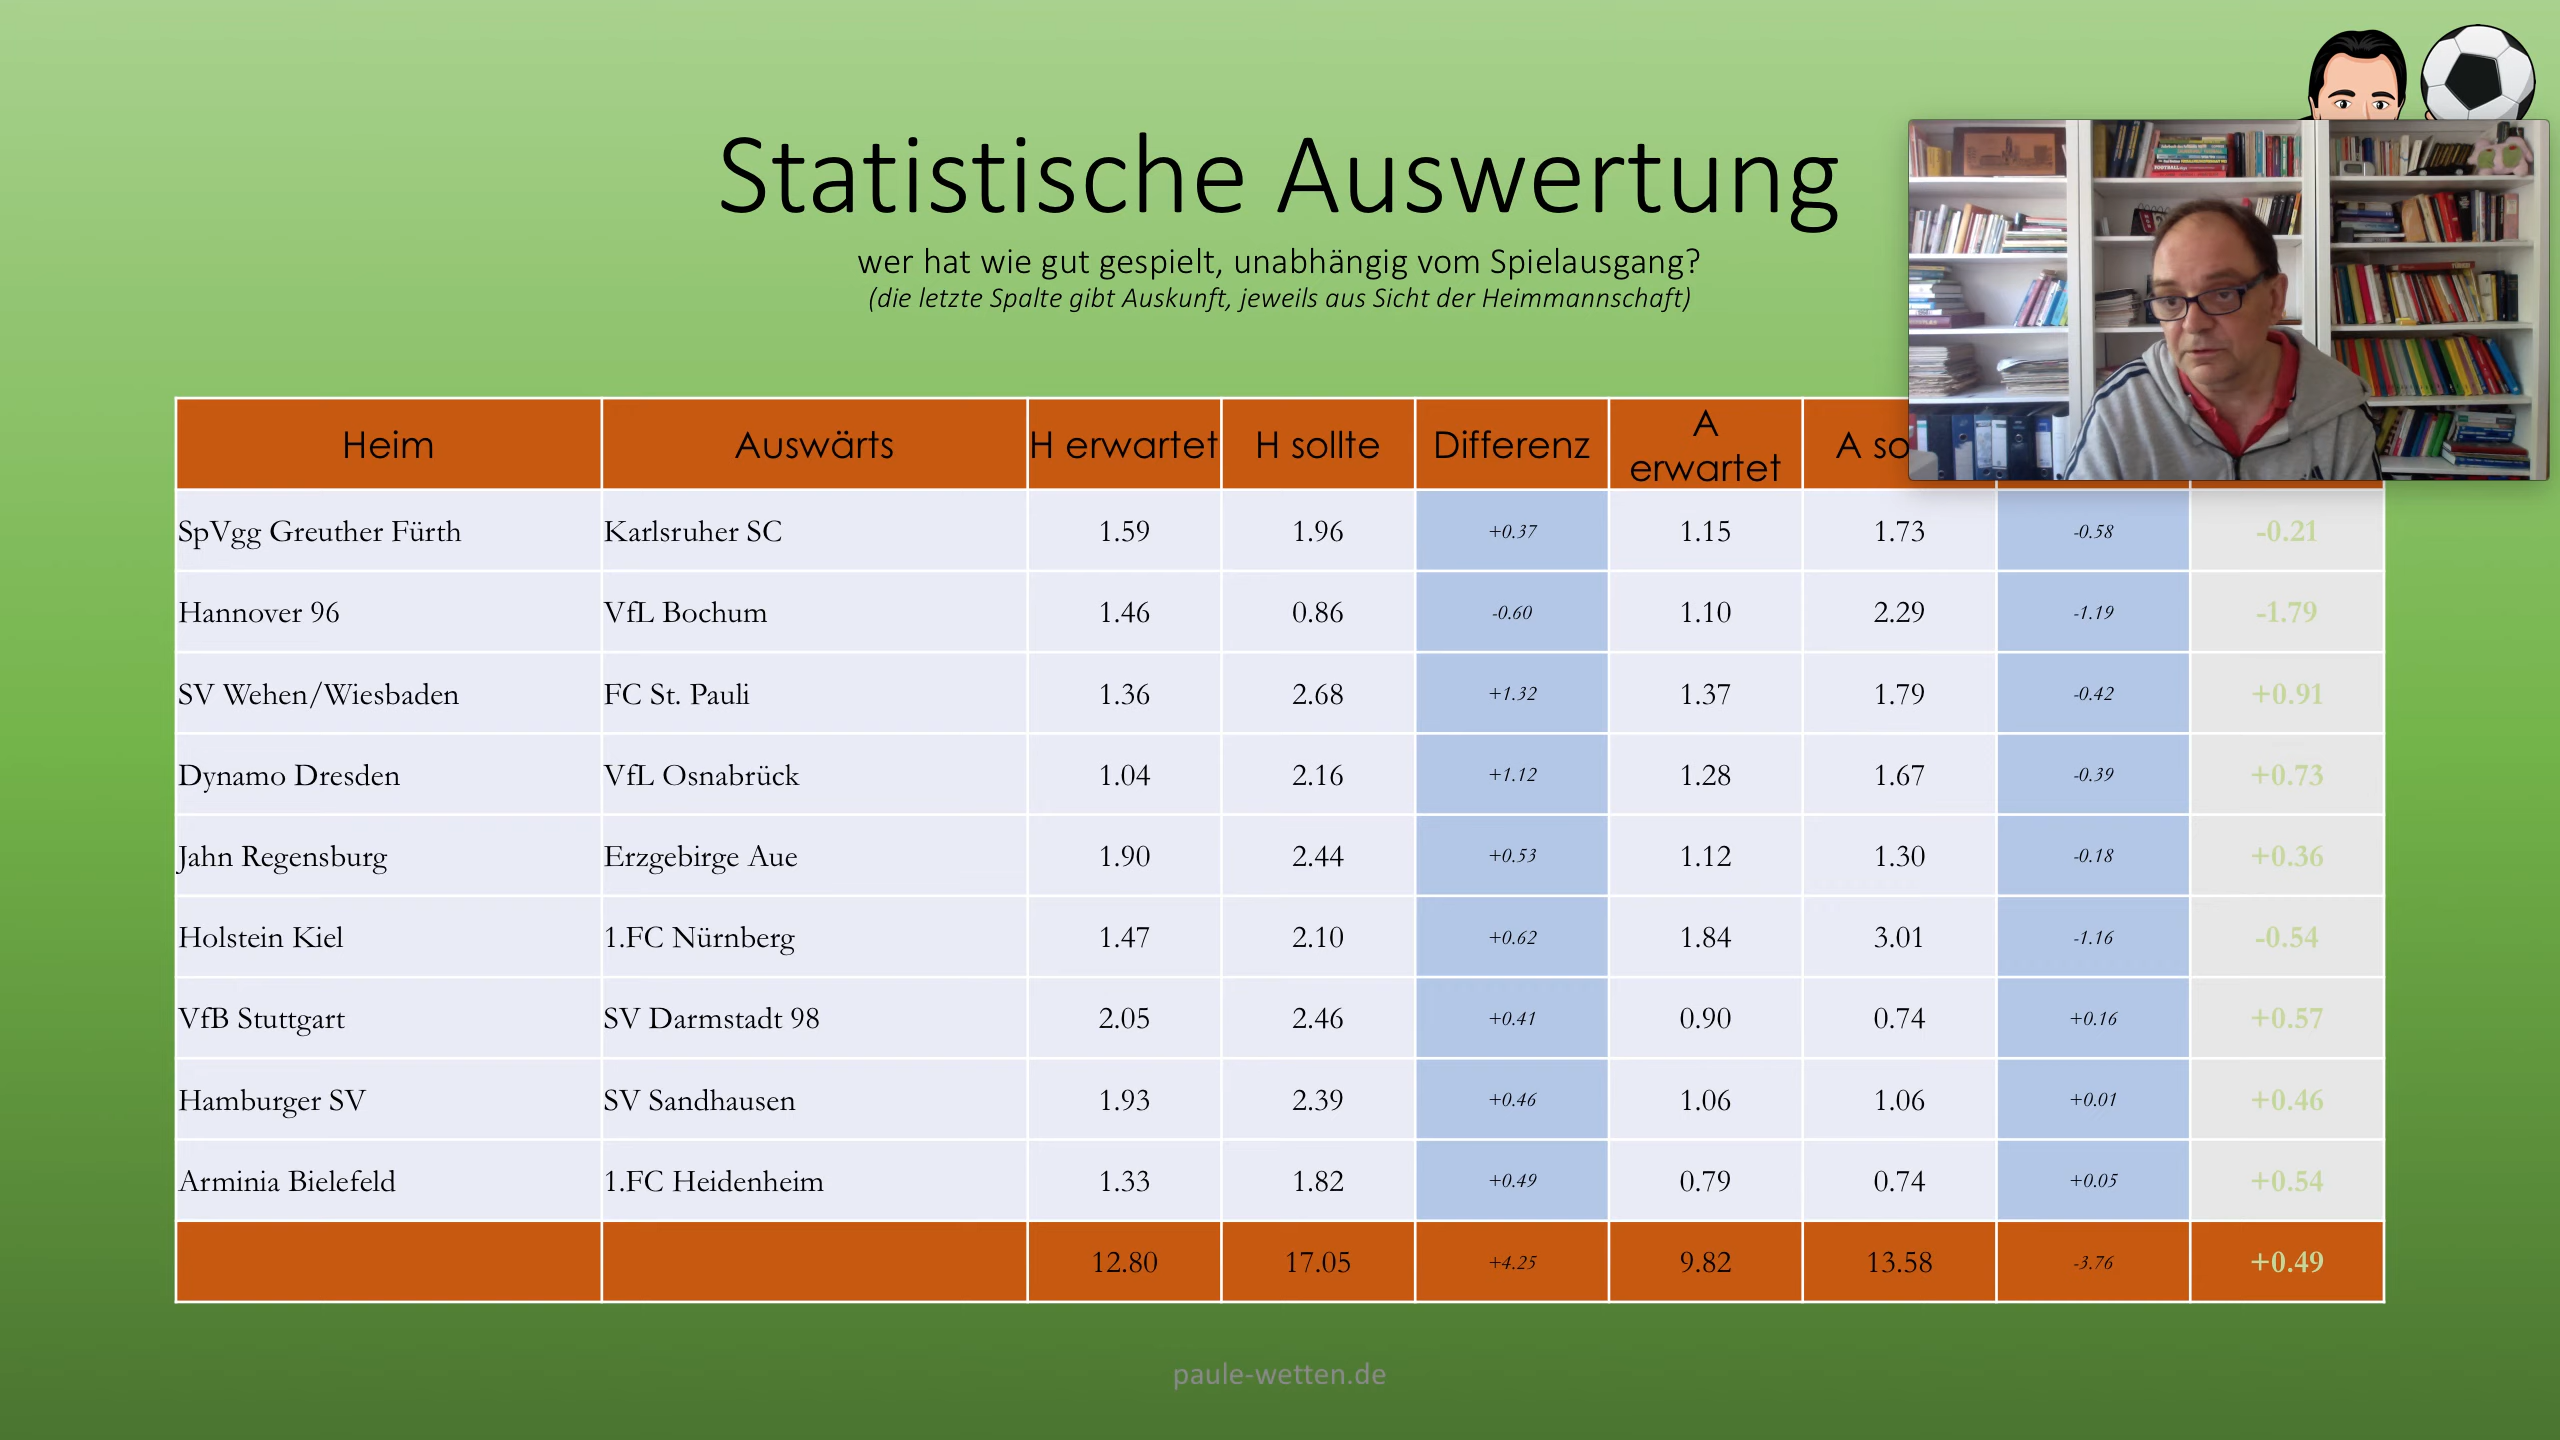 Statistische Auswertung
wer hat wie gut gespielt, unabhängig vom Spielausgang?
(die letzte Spalte gibt Auskunft, jeweils aus Sicht der Heimmannschaft)
Heim Auswärts H erwartet H sollte Differenz A erwartet A
SpVgg Greuther Fürth Karlsruher SC 1.59 1.96 +0.37 1.15 1.73 -0.58 -0.21
Hannover 96 VfL Bochum 1.46 0.86 -0.60 1.10 2.29 -1.19 -1.79
SV Wehen/Wiesbaden FC St. Pauli 1.36 2.68 +1.32 1.37 1.79 -0.42 +0.91
Dynamo Dresden VfL Osnabrück 1.04 2.16 +1.12 1.28 1.67 -0.39 +0.73
Jahn Regensburg Erzgebirge Aue 1.90 2.44 +0.53 1.12 1.30 -0.18 +0.36
Holstein Kiel 1.FC Nürnberg 1.47 2.10 +0.62 1.84 3.01 -1.16 -0.54
VfB Stuttgart SV Darmstadt 98 2.05 2.46 +0.41 0.90 0.74 +0.16 +0.57
Hamburger SV SV Sandhausen 1.93 2.39 +0.46 1.06 1.06 +0.01 +0.46
Arminia Bielefeld 1.FC Heidenheim 1.33 1.82 +0.49 0.79 0.74 +0.05 +0.54
12.80 17.05 +4.25 9.82 13.58 -3.76 +0.49
paule-wetten.de